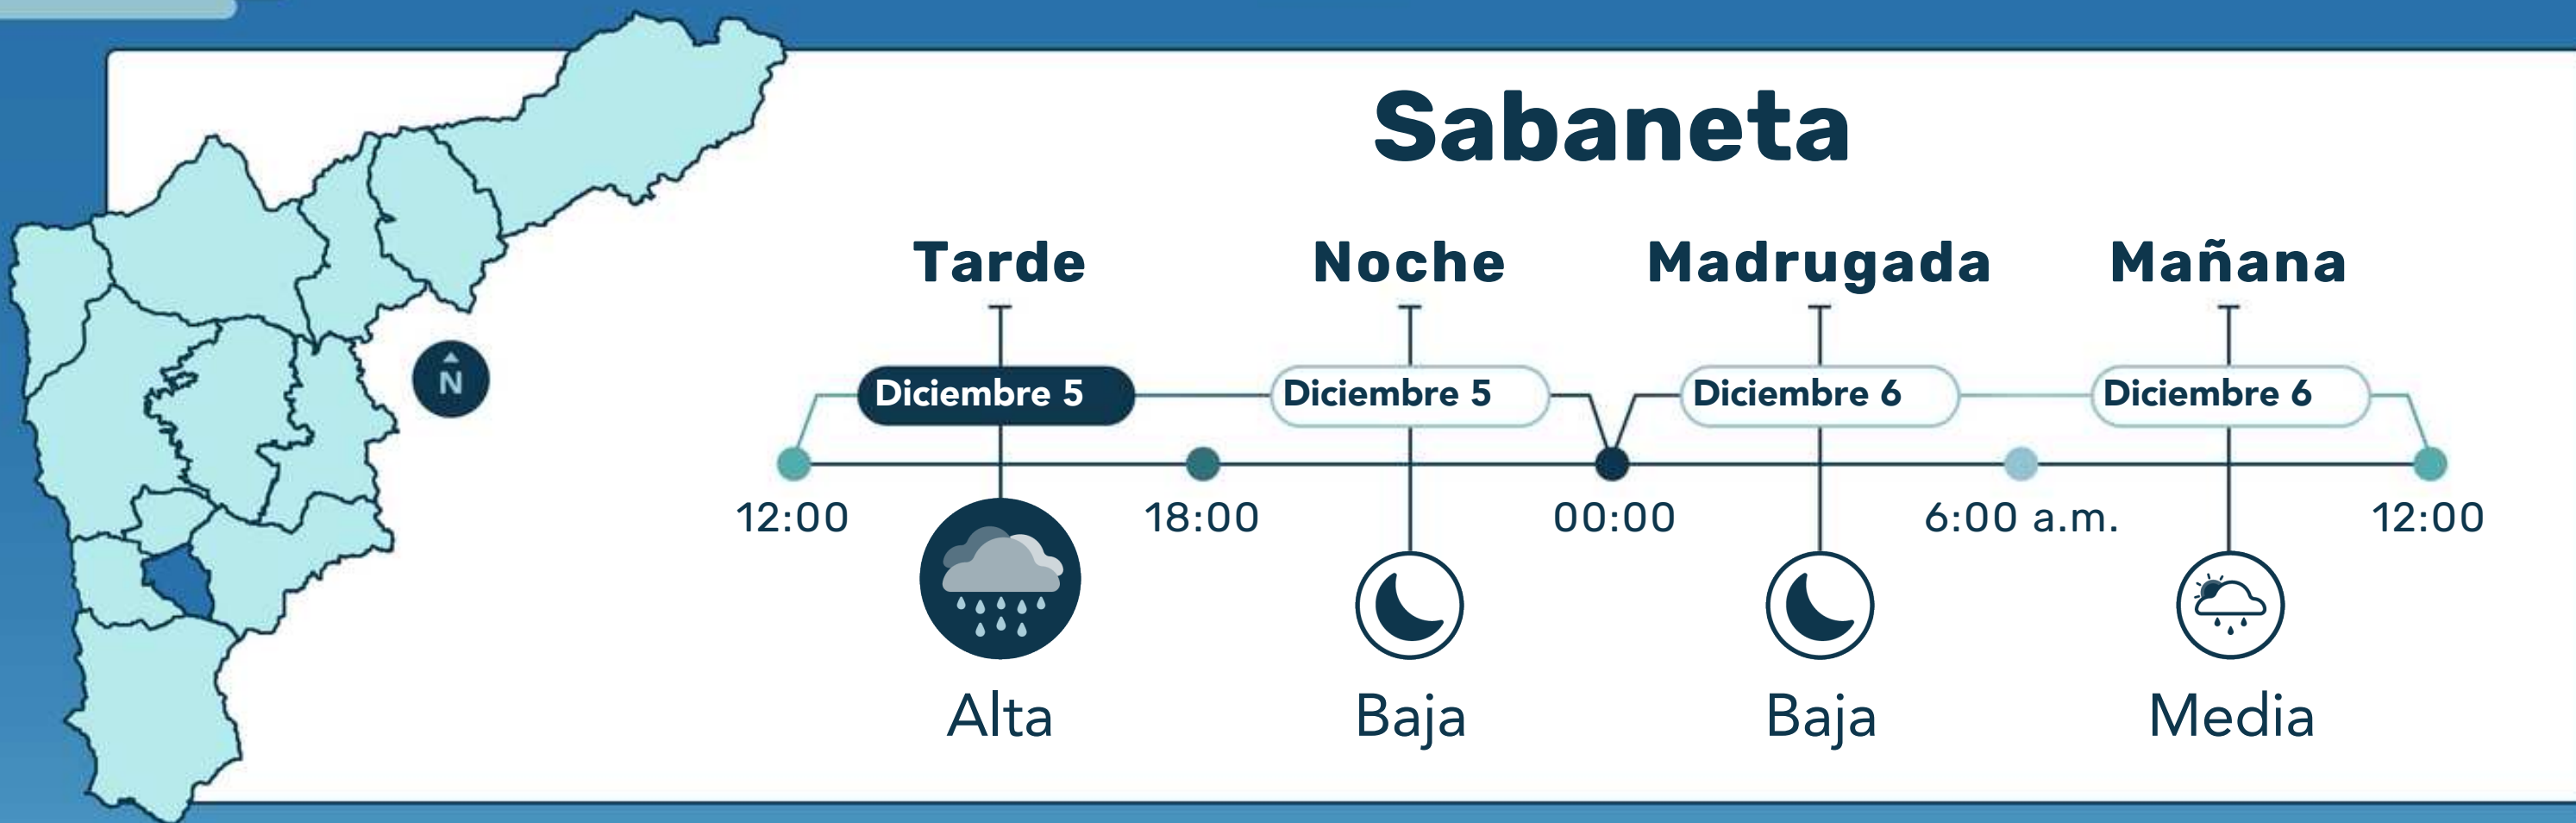 Sabaneta
Tarde Noche Madrugada Mañana
Diciembre 5 Diciembre 5 Diciembre 6 Diciembre 6
N
12:00 18:00 00:00 6:00 a.m. 12:00
Alta Baja Baja Media